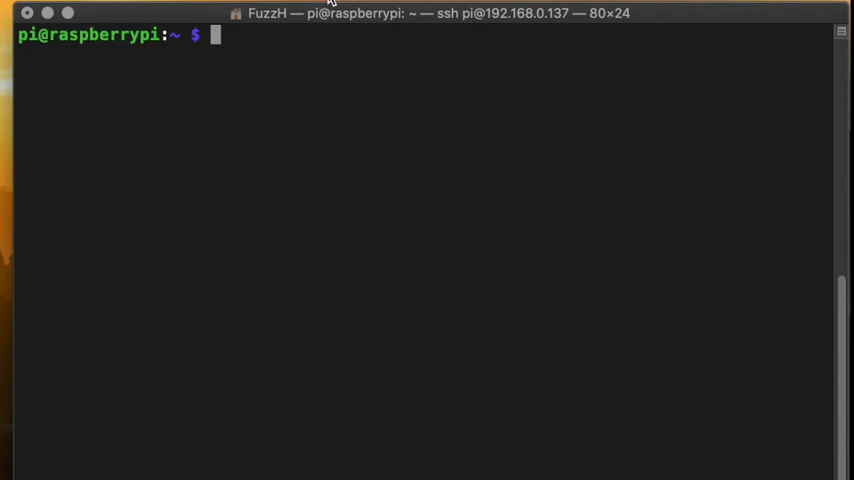 FuzzH — pi@raspberrypi: ~ — ssh pi@192.168.0.137 — 80×24
pi@raspberrypi:~ $